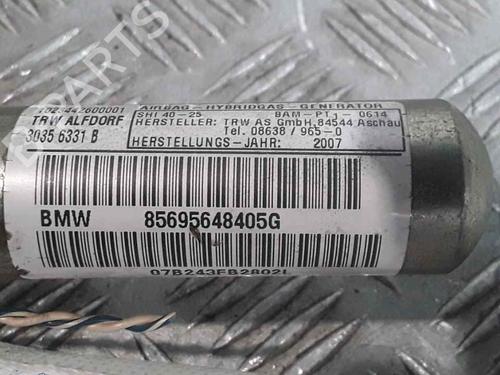 TRW ALFDORF
3035 6331 B
AIRBAG - HYBRIDGAS - GENERATOR
SHI 40-25 BAM-PT1- 0614
HERSTELLER: TRW AS GmbH,84544 Aschau
Tel. 08638 / 965-0
HERSTELLUNGS-JAHR: 2007
BMW 85695648405G
07B243FB2802L
PARTS